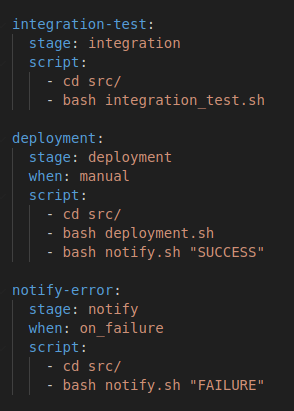 integration-test:
  stage: integration
  script:
    - cd src/
    - bash integration_test.sh

deployment:
  stage: deployment
  when: manual
  script:
    - cd src/
    - bash deployment.sh
    - bash notify.sh "SUCCESS"

notify-error:
  stage: notify
  when: on_failure
  script:
    - cd src/
    - bash notify.sh "FAILURE"